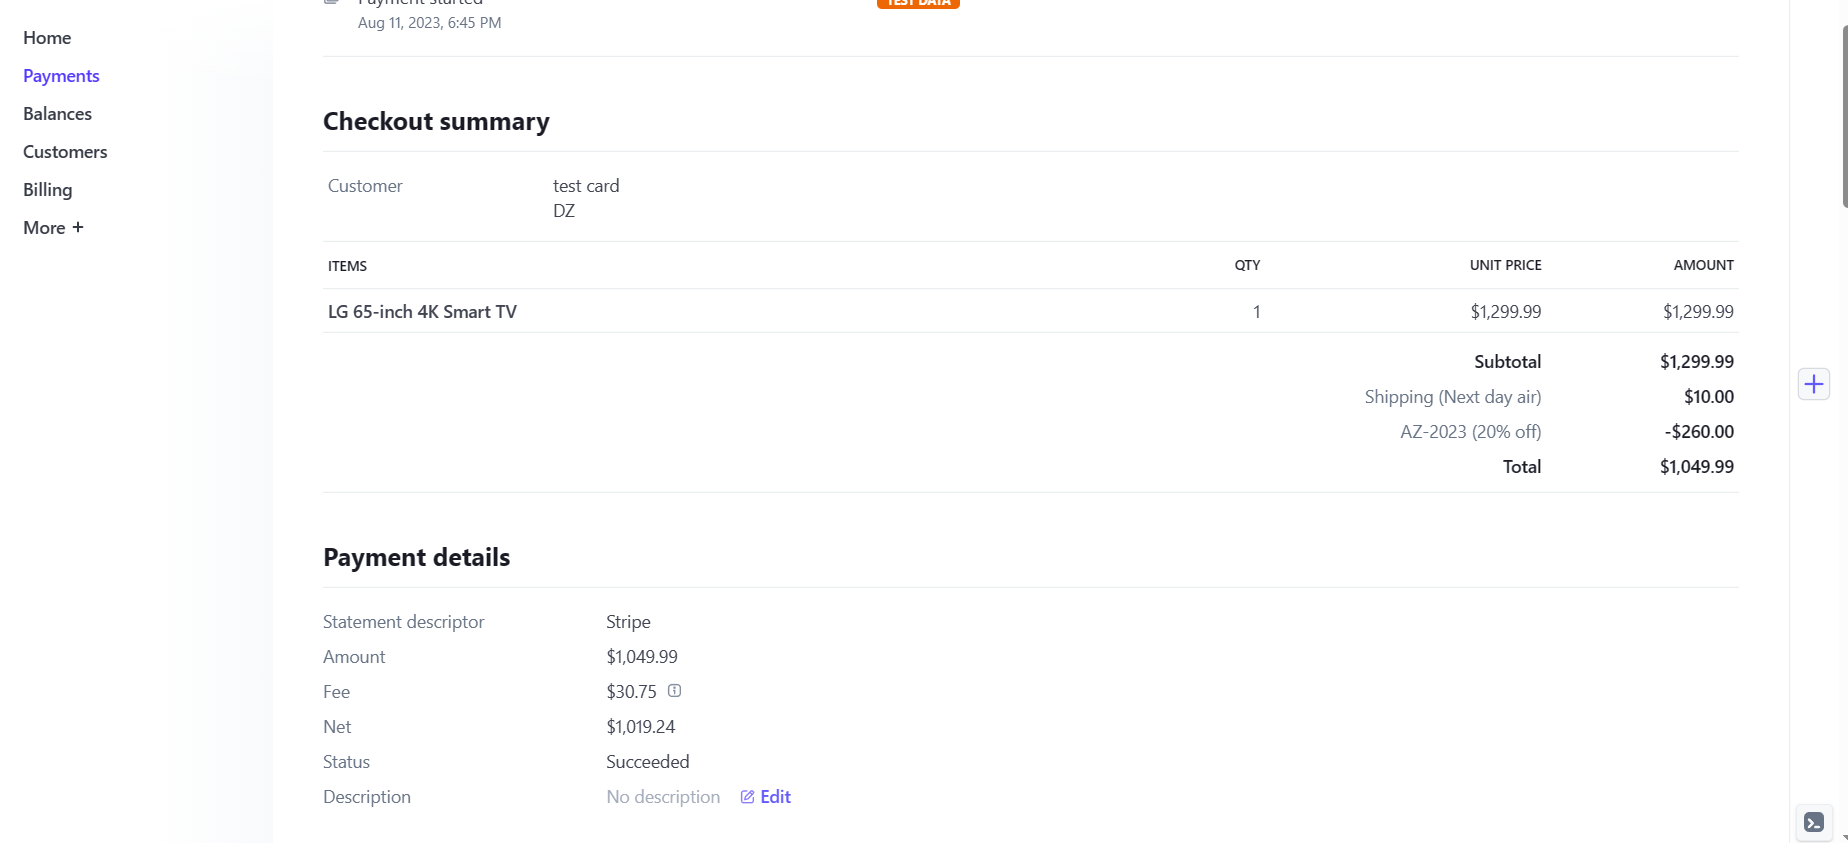 Payment started
TEST DATA
Aug 11, 2023, 6:45 PM
Home
Payments
Balances
Customers
Billing
More +
Checkout summary
Customer test card
DZ
ITEMS QTY UNIT PRICE AMOUNT
LG 65-inch 4K Smart TV 1 $1,299.99 $1,299.99
Subtotal $1,299.99
Shipping (Next day air) $10.00
AZ-2023 (20% off) -$260.00
Total $1,049.99
Payment details
Statement descriptor Stripe
Amount $1,049.99
Fee $30.75
Net $1,019.24
Status Succeeded
Description No description Edit